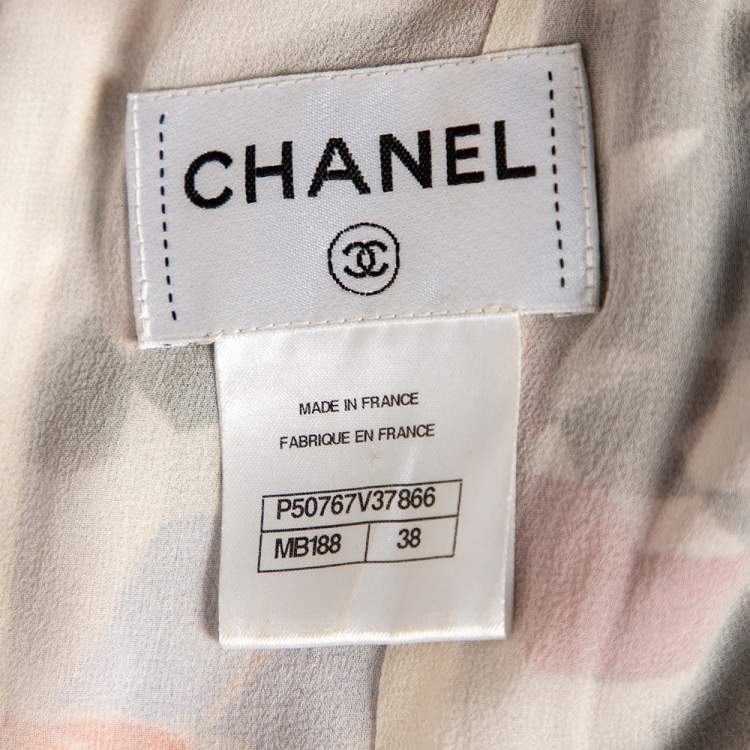 CHANEL
MADE IN FRANCE
FABRIQUE EN FRANCE
P50767V37866
MB188 38